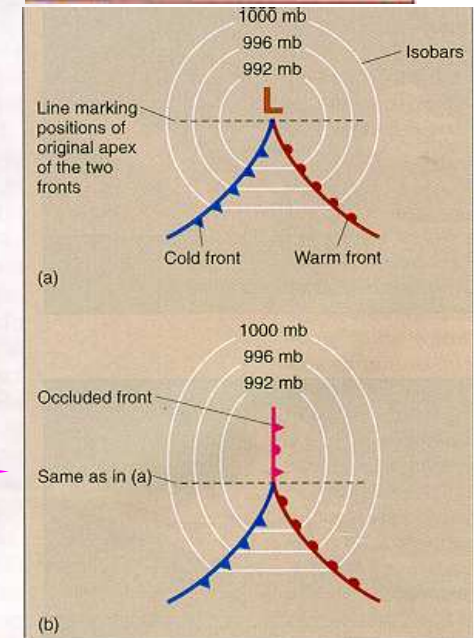 1000 mb
996 mb
992 mb
Isobars
L
Line marking
positions of
original apex
of the two
fronts
Cold front
Warm front
(a)
1000 mb
996 mb
992 mb
Occluded front
Same as in (a)
(b)